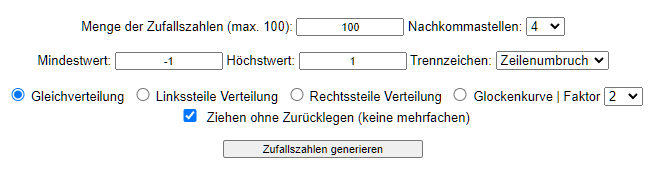 Menge der Zufallszahlen (max. 100): 100 Nachkommastellen: 4
Mindestwert: -1 Höchstwert: 1 Trennzeichen: Zeilenumbruch
Gleichverteilung Linkssteile Verteilung Rechtssteile Verteilung Glockenkurve | Faktor 2
Ziehen ohne Zurücklegen (keine mehrfachen)
Zufallszahlen generieren